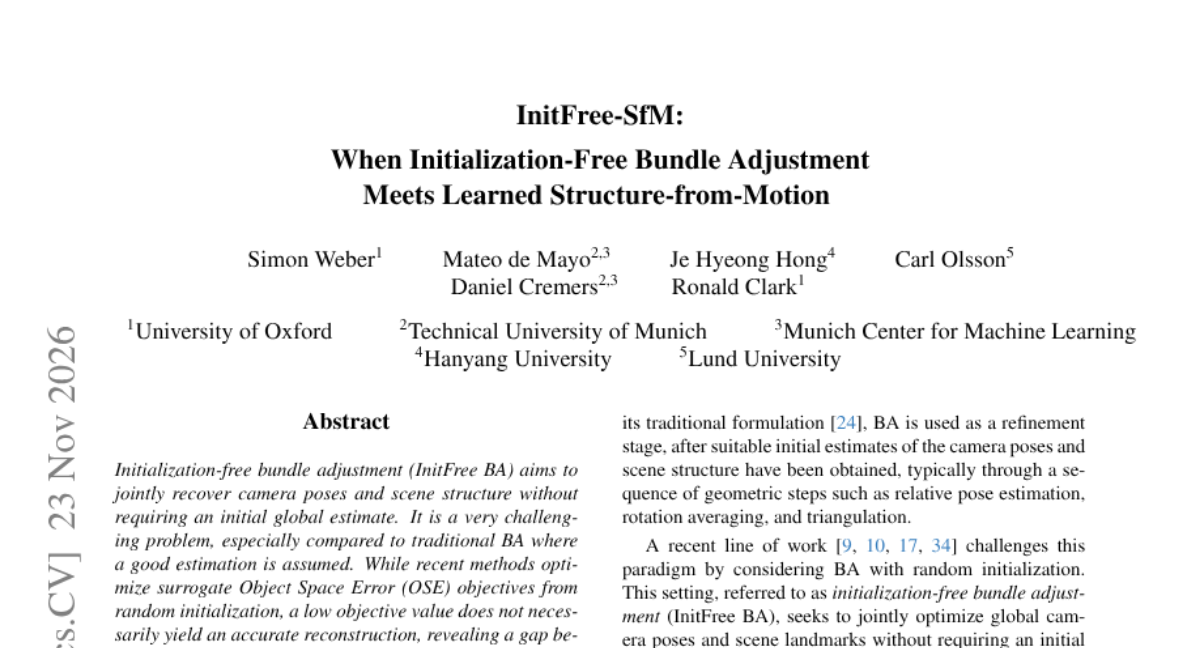 InitFree-SfM:
When Initialization-Free Bundle Adjustment
Meets Learned Structure-from-Motion
Simon Weber1 Mateo de Mayo2,3 Je Hyeong Hong4 Carl Olsson5
Daniel Cremers2,3 Ronald Clark1
1University of Oxford 2Technical University of Munich 3Munich Center for Machine Learning
4Hanyang University 5Lund University
cs.CV] 23 Nov 2026
Abstract
Initialization-free bundle adjustment (InitFree BA) aims to
jointly recover camera poses and scene structure without
requiring an initial global estimate. It is a very challeng-
ing problem, especially compared to traditional BA where
a good estimation is assumed. While recent methods opti-
mize surrogate Object Space Error (OSE) objectives from
random initialization, a low objective value does not neces-
sarily yield an accurate reconstruction, revealing a gap be-
its traditional formulation [24], BA is used as a refinement
stage, after suitable initial estimates of the camera poses and
scene structure have been obtained, typically through a se-
quence of geometric steps such as relative pose estimation,
rotation averaging, and triangulation.
A recent line of work [9, 10, 17, 34] challenges this
paradigm by considering BA with random initialization.
This setting, referred to as initialization-free bundle adjust-
ment (InitFree BA), seeks to jointly optimize global cam-
era poses and scene landmarks without requiring an initial